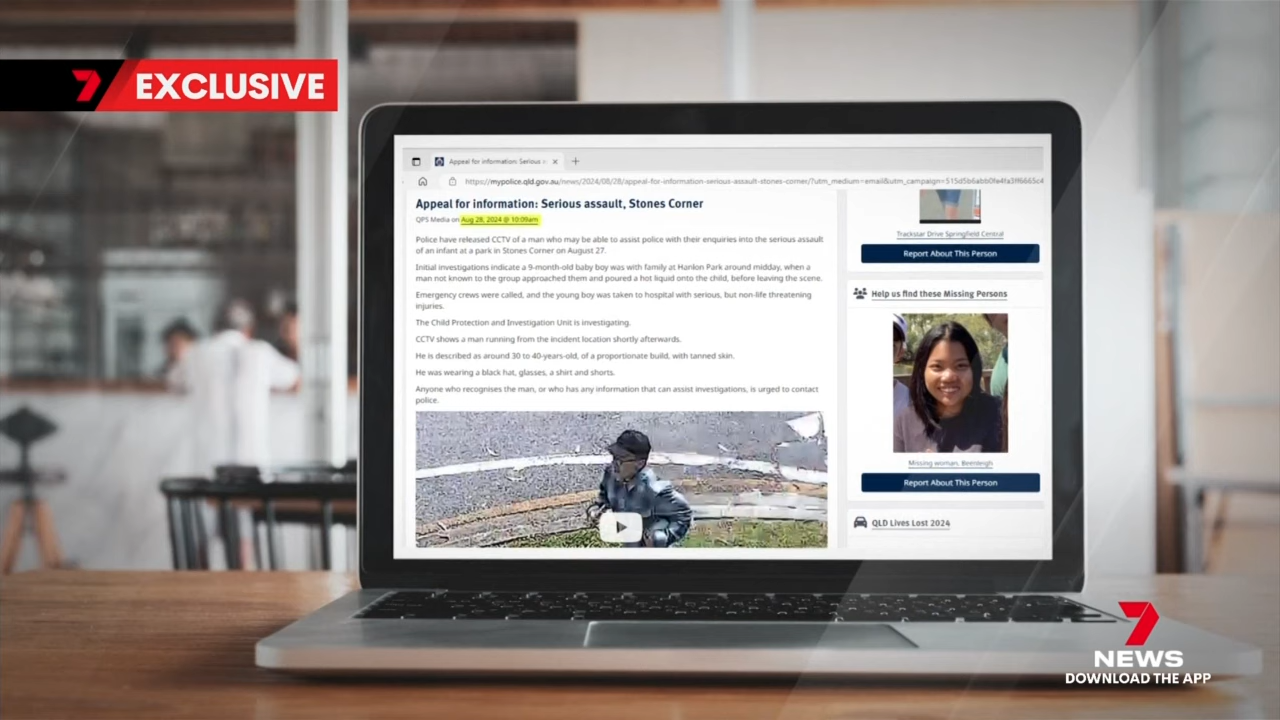 7 EXCLUSIVE
Appeal for information: Serious
https://mypolice.qld.gov.au/news/2024/08/28/appeal-for-information-serious-assault-stones-corner/?utm_medium=email&utm_campaign=
Appeal for information: Serious assault, Stones Corner
QPS Media on Aug 28, 2024 @ 10:09am
Police have released CCTV of a man who may be able to assist police with their enquiries into the serious assault
of an infant at a park in Stones Corner on August 27.
Initial investigations indicate a 9-month-old baby boy was with family at Hanlon Park around midday, when a
man not known to the group approached them and poured a hot liquid onto the child, before leaving the scene.
Emergency crews were called, and the young boy was taken to hospital with serious, but non-life threatening
injuries.
The Child Protection and Investigation Unit is investigating.
CCTV shows a man running from the incident location shortly afterwards.
He is described as around 30 to 40-years-old, of a proportionate build, with tanned skin.
He was wearing a black hat, glasses, a shirt and shorts.
Anyone who recognises the man, or who has any information that can assist investigations, is urged to contact
police.
Trackstar Drive Springfield Central
Report About This Person
Help us find these Missing Persons
Missing woman, Beenleigh
Report About This Person
QLD Lives Lost 2024
7
NEWS
DOWNLOAD THE APP